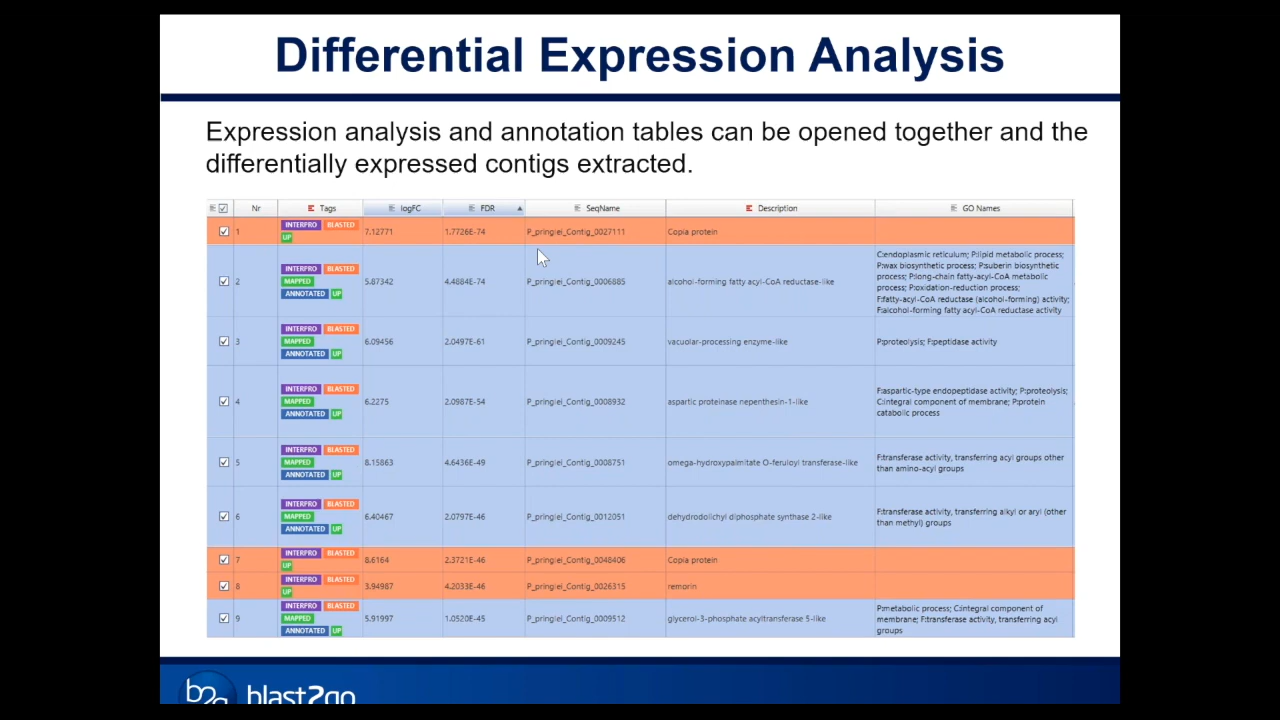 Differential Expression Analysis
Expression analysis and annotation tables can be opened together and the
differentially expressed contigs extracted.
Nr Tags logFC FDR SeqName Description GO Names
INTERPRO BLASTED
1 7.12771 1.7726E-74 P_pringlei_Contig_0027111 Copia protein
UP
C:endoplasmic reticulum; P:lipid metabolic process;
P:wax biosynthetic process; P:suberin biosynthetic
INTERPRO BLASTED
process; P:long-chain fatty-acyl-CoA metabolic
2 MAPPED 5.87342 4.4884E-74 P_pringlei_Contig_0006885 alcohol-forming fatty acyl-CoA reductase-like
process; P:oxidation-reduction process;
ANNOTATED UP
F:fatty-acyl-CoA reductase (alcohol-forming) activity;
F:alcohol-forming fatty acyl-CoA reductase activity
INTERPRO BLASTED
3 MAPPED 6.09456 2.0497E-61 P_pringlei_Contig_0009245 vacuolar-processing enzyme-like P:proteolysis; F:peptidase activity
ANNOTATED UP
INTERPRO BLASTED F:aspartic-type endopeptidase activity; P:proteolysis;
4 MAPPED 6.2275 2.0987E-54 P_pringlei_Contig_0008932 aspartic proteinase nepenthesin-1-like C:integral component of membrane; P:protein
ANNOTATED UP catabolic process
INTERPRO BLASTED F:transferase activity, transferring acyl groups other
5 MAPPED 8.15863 4.6436E-49 P_pringlei_Contig_0008751 omega-hydroxypalmitate O-feruloyl transferase-like than amino-acyl groups
ANNOTATED UP
INTERPRO BLASTED F:transferase activity, transferring alkyl or aryl (other
6 MAPPED 6.40467 2.0797E-46 P_pringlei_Contig_0012051 dehydrodolichyl diphosphate synthase 2-like than methyl) groups
ANNOTATED UP
INTERPRO BLASTED
7 8.6164 2.3721E-46 P_pringlei_Contig_0048406 Copia protein
UP
INTERPRO BLASTED
8 3.94987 4.2033E-46 P_pringlei_Contig_0026315 remorin
UP
INTERPRO BLASTED P:metabolic process; C:integral component of
9 MAPPED 5.91997 1.0520E-45 P_pringlei_Contig_0009512 glycerol-3-phosphate acyltransferase 5-like membrane; F:transferase activity, transferring acyl
ANNOTATED UP groups
b2g blast2go